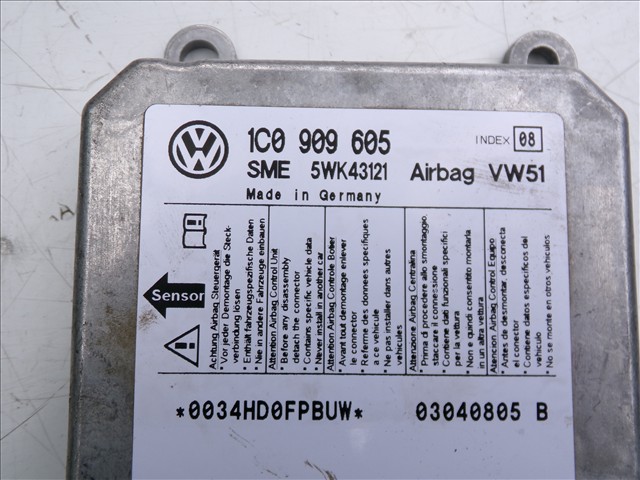 1C0 909 605
INDEX 08
SME 5WK43121 Airbag VW51
Made in Germany
Sensor
Achtung Airbag Steuergerät
• Vor jeder Demontage die Steck-
verbindung lösen
• Enthält fahrzeugspezifische Daten
• Nie in andere Fahrzeuge einbauen
Attention Airbag Control Unit
• Before any disassembly
detach the connector
• Contains specific vehicle data
• Never install in another car
Attention Airbag Controle Boîtier
• Avant tout demontage enlever
le connector
• Referme des donnees specifiques
a ce vehicule
• Ne pas installer dans autres
vehicules
Attenzione Airbag Centralina
• Prima di procedere allo smontaggio,
staccare il connessione
• Contiene dati funzionali specifici
per la vettura
• Non e quindi consentito montarla
in un altra vettura
Atencion Airbag Control Equipo
• Antes de desmontar, desconecta
el conector
• Contiene datos especificos del
vehiculo
• No se monte en otros vehiculos
*0034HD0FPBUW* 03040805 B